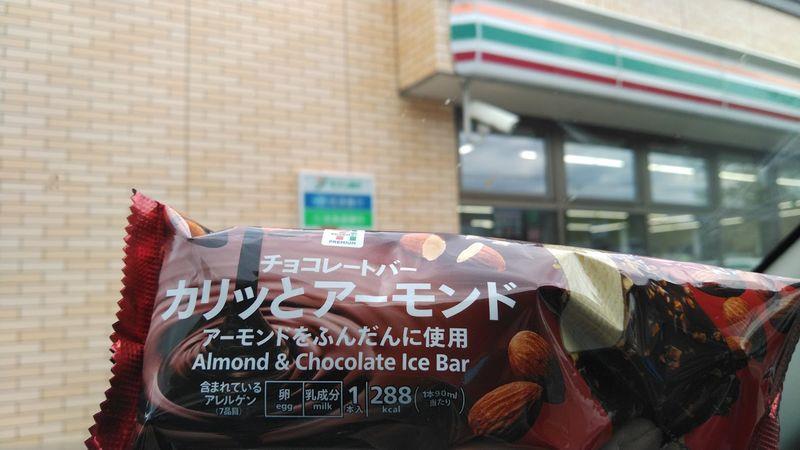 PREMIUM
チョコレートバー
カリッとアーモンド
アーモンドをふんだんに使用
Almond & Chocolate Ice Bar
含まれている
アレルゲン
(7品目)
卵
egg
乳成分
milk
1
本入
288
kcal
1本90ml
当たり